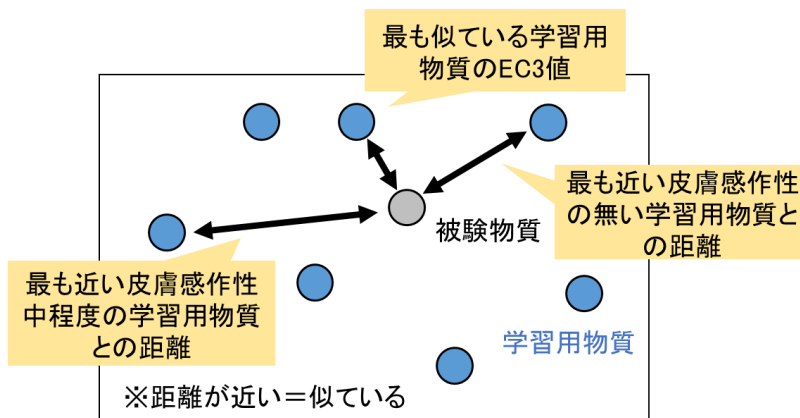 最も似ている学習用
物質のEC3値
最も近い皮膚感作性
の無い学習用物質と
の距離
被験物質
最も近い皮膚感作性
中程度の学習用物質
との距離
学習用物質
※距離が近い＝似ている